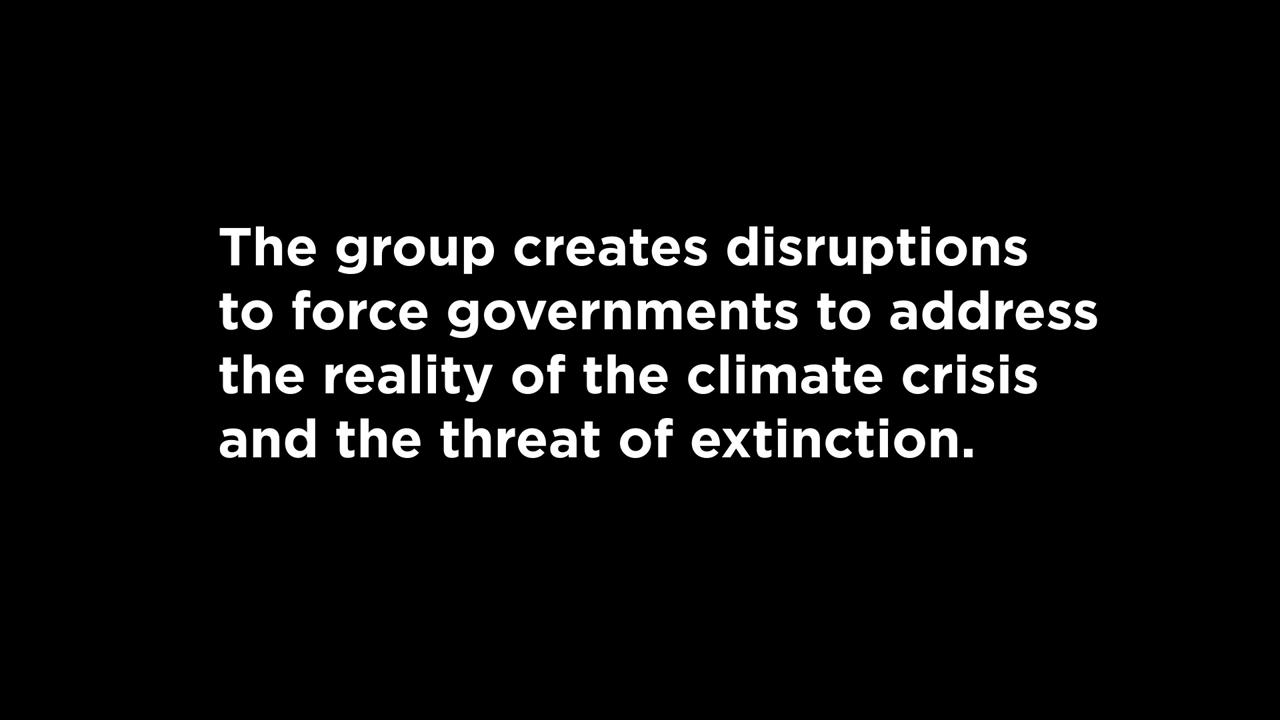 The group creates disruptions
to force governments to address
the reality of the climate crisis
and the threat of extinction.